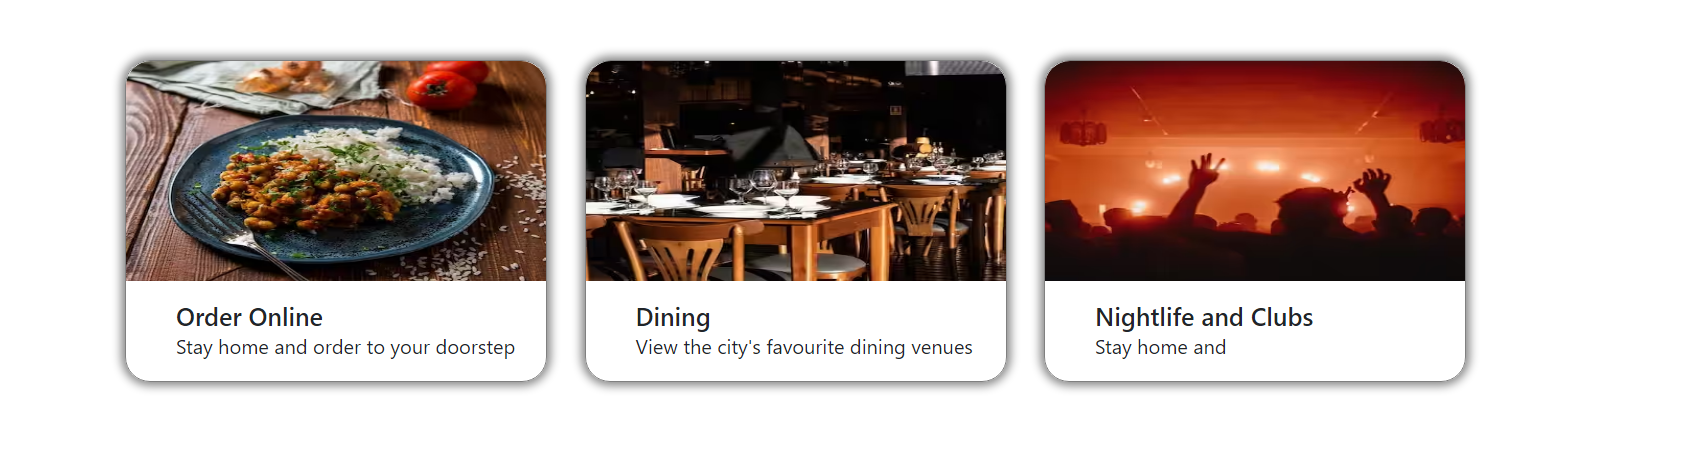 Order Online
Stay home and order to your doorstep
Dining
View the city's favourite dining venues
Nightlife and Clubs
Stay home and